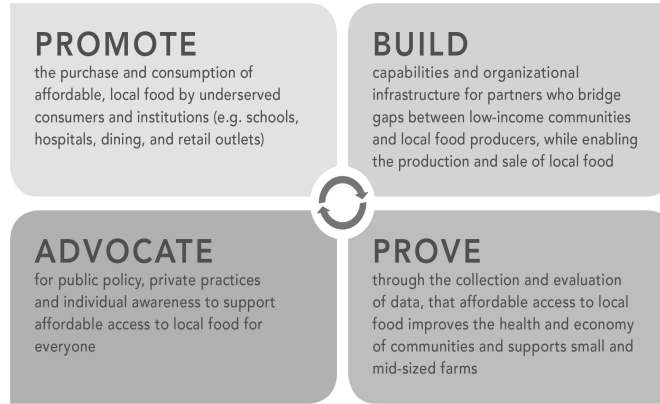 PROMOTE
the purchase and consumption of
affordable, local food by underserved
consumers and institutions (e.g. schools,
hospitals, dining, and retail outlets)
BUILD
capabilities and organizational
infrastructure for partners who bridge
gaps between low-income communities
and local food producers, while enabling
the production and sale of local food
ADVOCATE
for public policy, private practices
and individual awareness to support
affordable access to local food for
everyone
PROVE
through the collection and evaluation
of data, that affordable access to local
food improves the health and economy
of communities and supports small and
mid-sized farms